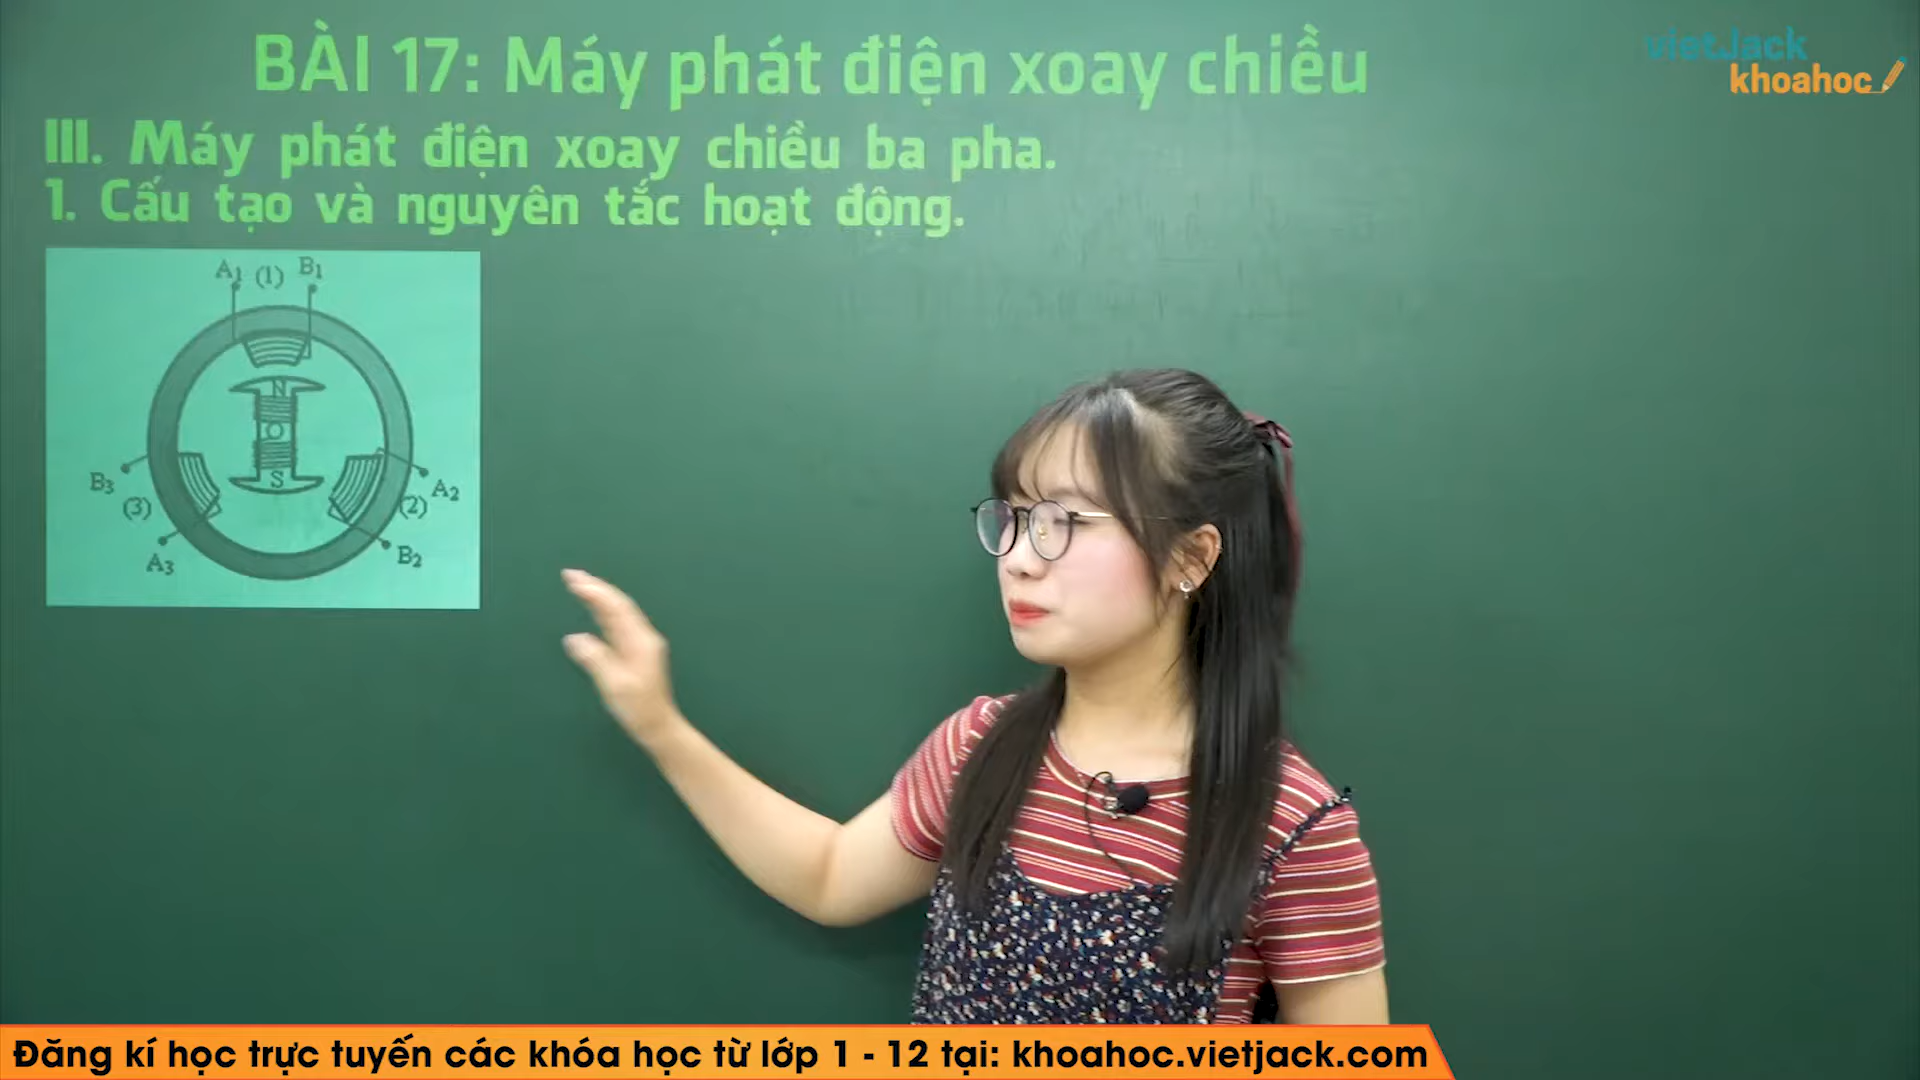 BÀI 17: Máy phát điện xoay chiều
vietJack
khoahoc
III. Máy phát điện xoay chiều ba pha.
1. Cấu tạo và nguyên tắc hoạt động.
A1 (1) B1
N
O
S
B3
(3)
A3
A2
(2)
B2
Đăng kí học trực tuyến các khóa học từ lớp 1 - 12 tại: khoahoc.vietjack.com